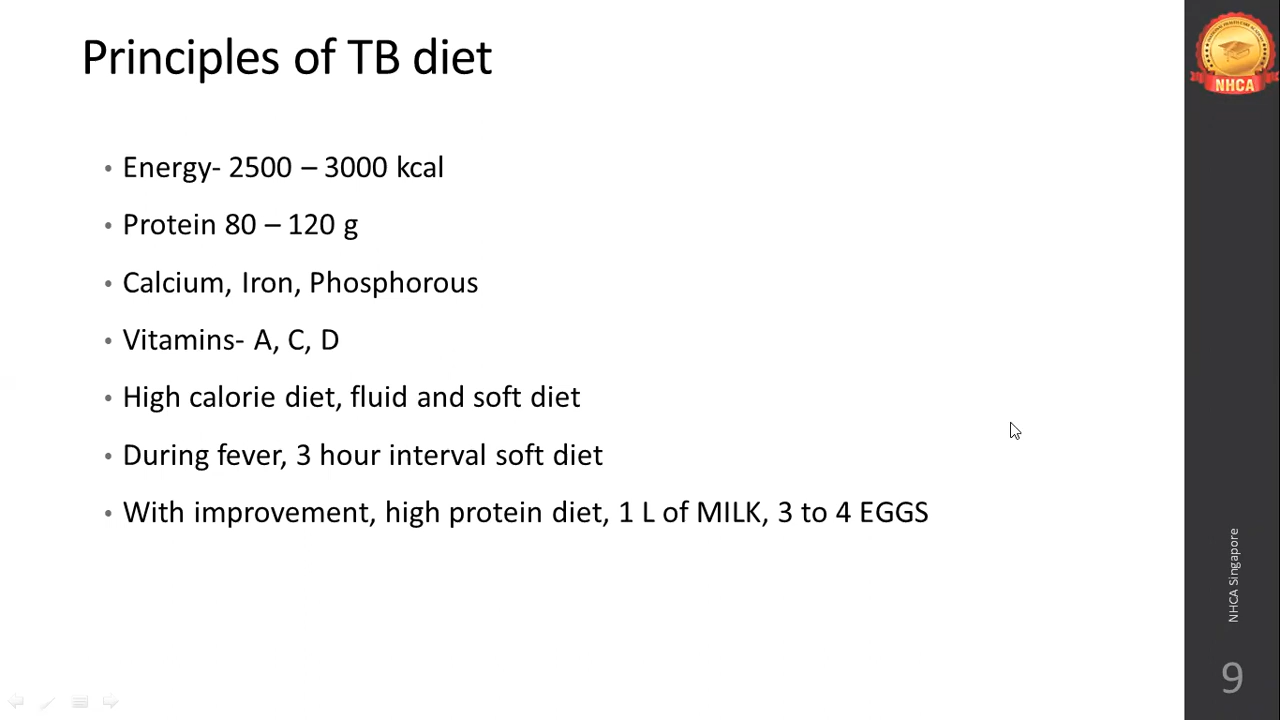 Principles of TB diet
NHCA
• Energy- 2500 – 3000 kcal
• Protein 80 – 120 g
• Calcium, Iron, Phosphorous
• Vitamins- A, C, D
• High calorie diet, fluid and soft diet
• During fever, 3 hour interval soft diet
• With improvement, high protein diet, 1 L of MILK, 3 to 4 EGGS
NHCA Singapore
9